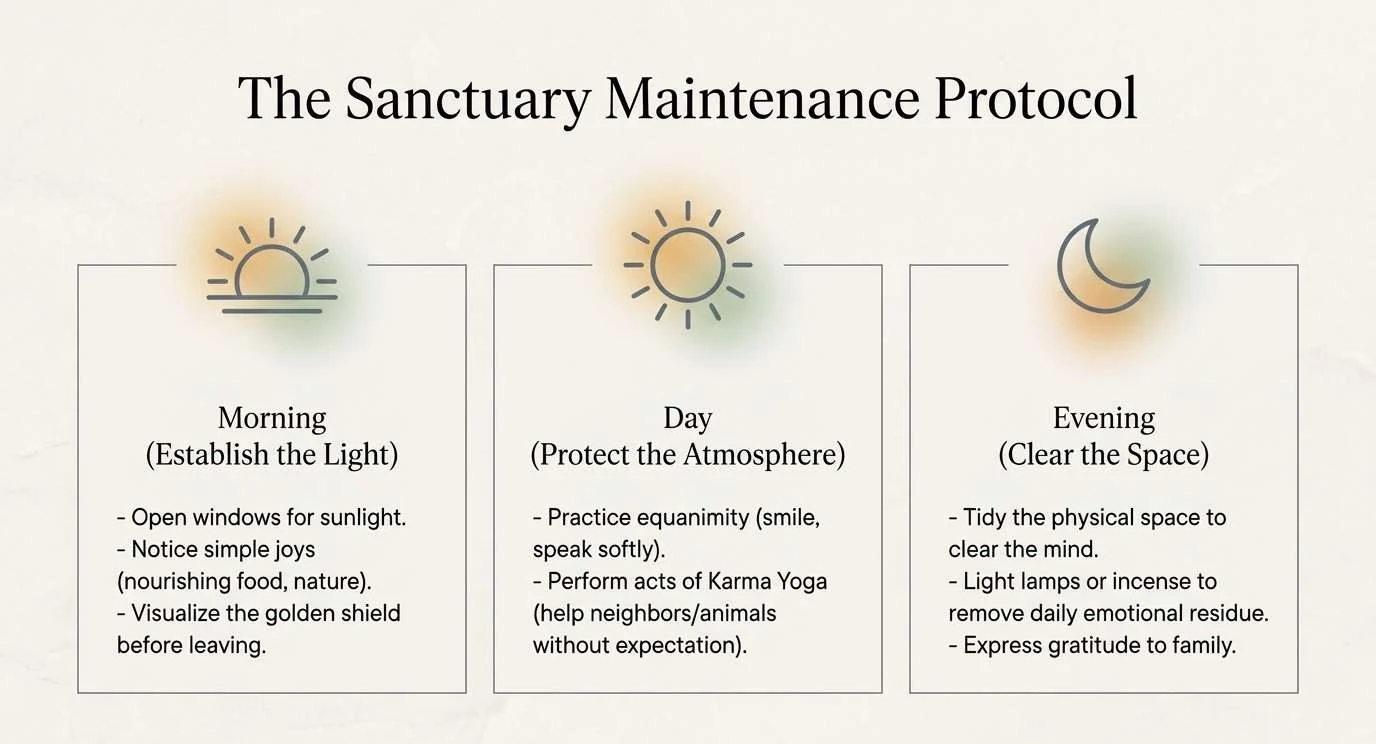 The Sanctuary Maintenance Protocol
Morning
(Establish the Light)
- Open windows for sunlight.
- Notice simple joys
(nourishing food, nature).
- Visualize the golden shield
before leaving.
Day
(Protect the Atmosphere)
- Practice equanimity (smile,
speak softly).
- Perform acts of Karma Yoga
(help neighbors/animals
without expectation).
Evening
(Clear the Space)
- Tidy the physical space to
clear the mind.
- Light lamps or incense to
remove daily emotional residue.
- Express gratitude to family.